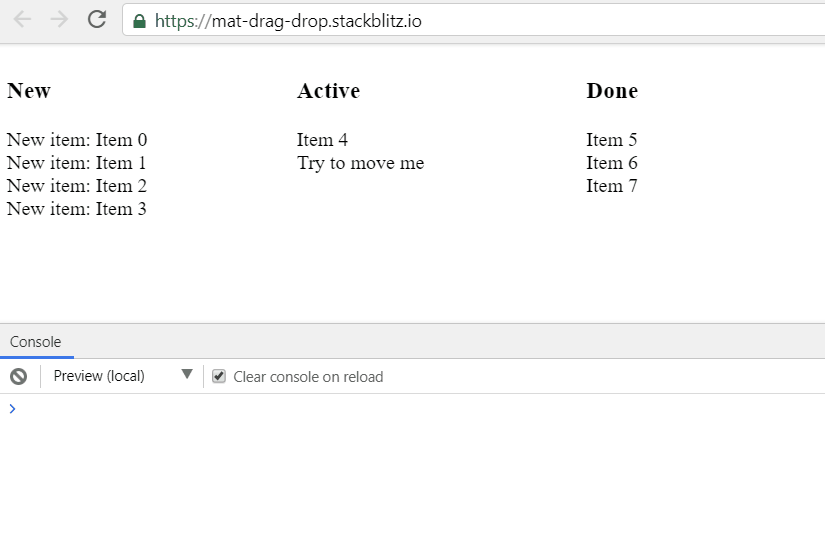 https://mat-drag-drop.stackblitz.io
New
New item: Item 0
New item: Item 1
New item: Item 2
New item: Item 3
Active
Item 4
Try to move me
Done
Item 5
Item 6
Item 7
Console
Preview (local)
Clear console on reload